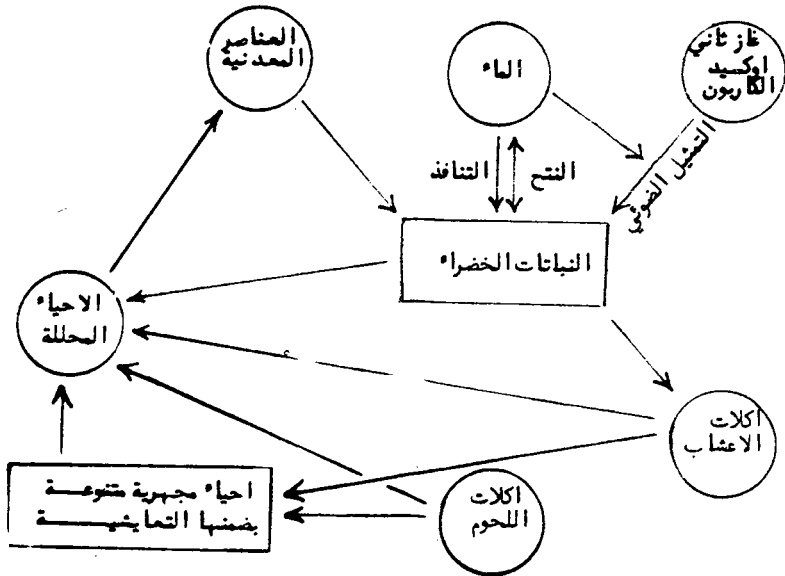 غاز ثاني
اوكسيد
الكاربون
الماء
العناصر
المعدنية
التمثيل الضوئي
النتح
التنافذ
النباتات الخضراء
الاحياء
المحللة
اكلات
الاعشاب
اكلات
اللحوم
احياء مجهرية متنوعة
بضمنها التعايشية